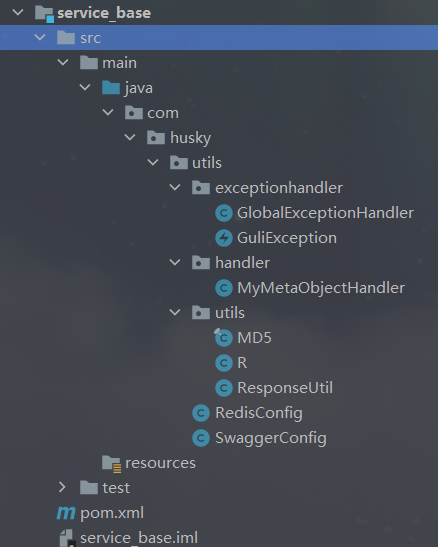 service_base
src
main
java
com
husky
utils
exceptionhandler
GlobalExceptionHandler
GuliException
handler
MyMetaObjectHandler
utils
MD5
R
ResponseUtil
RedisConfig
SwaggerConfig
resources
test
pom.xml
service_base.iml